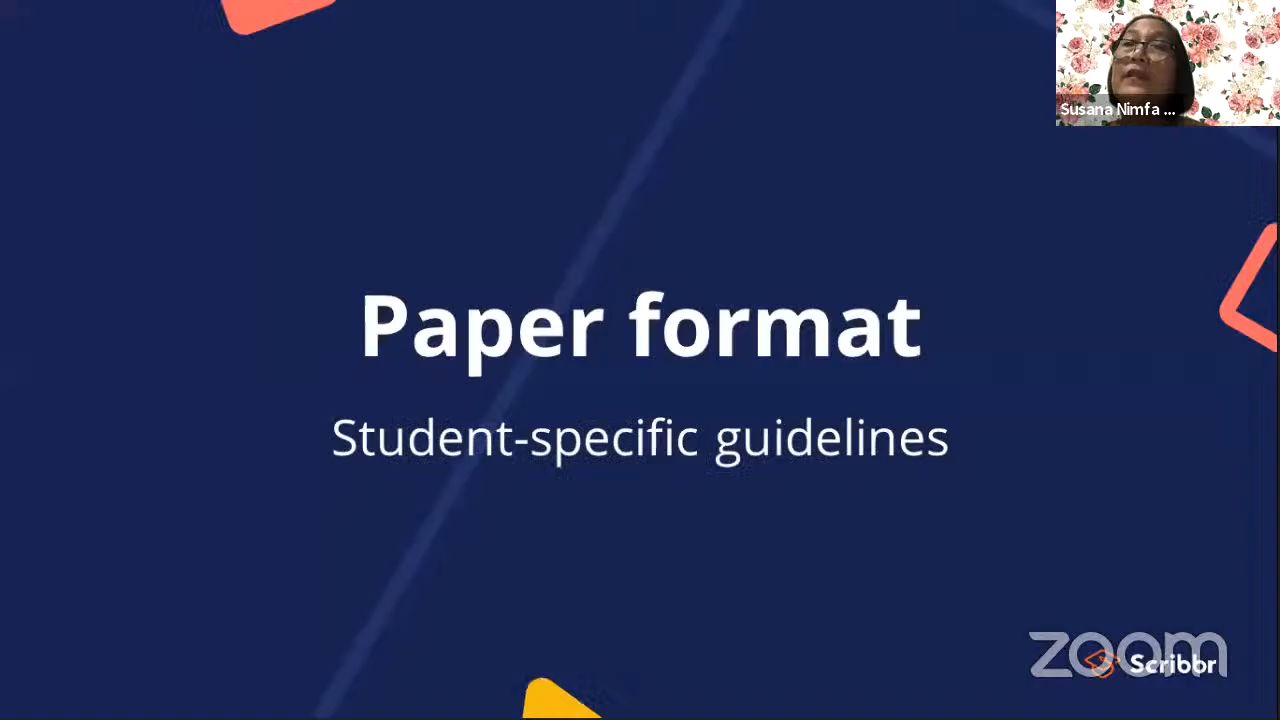 Susana Nimfa ...
Paper format
Student-specific guidelines
zoom
Scribbr